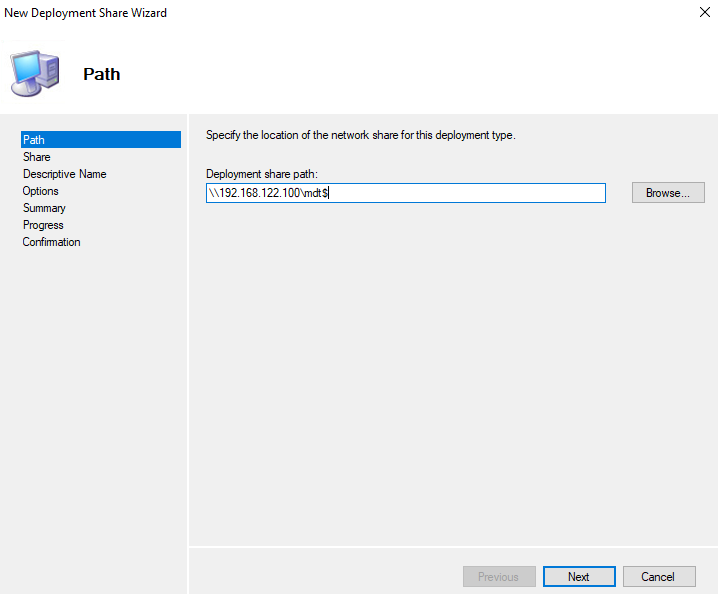 New Deployment Share Wizard
Path
Path
Share
Descriptive Name
Options
Summary
Progress
Confirmation
Specify the location of the network share for this deployment type.
Deployment share path:
\\192.168.122.100\mdt$
Browse...
Previous
Next
Cancel